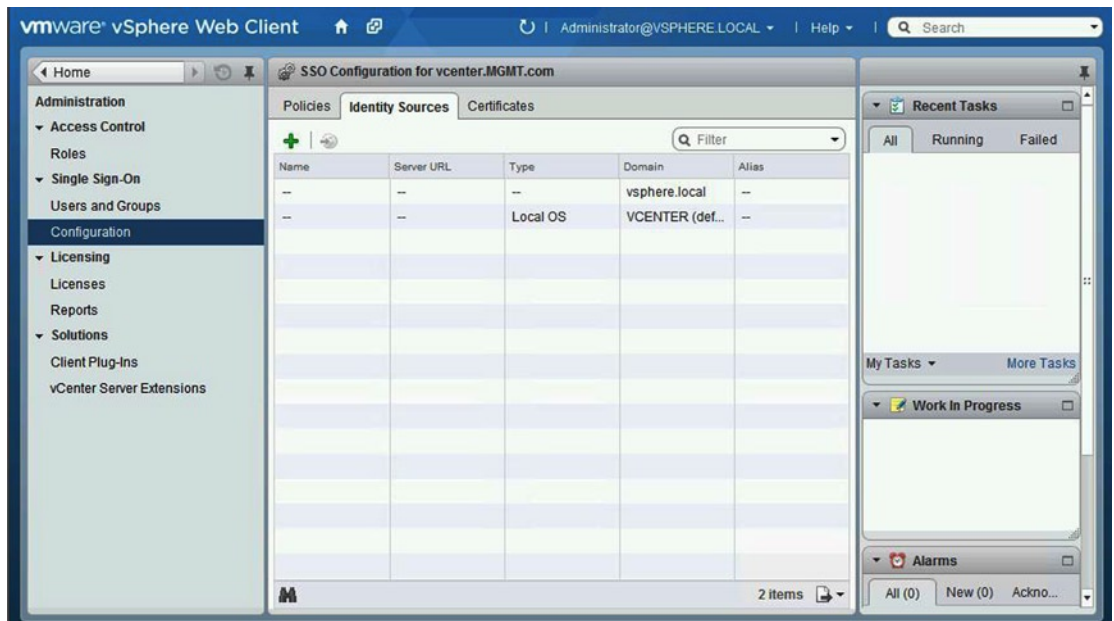 vmware® vSphere Web Client
Administrator@VSPHERE.LOCAL
Help
Search
Home
Administration
Access Control
Roles
Single Sign-On
Users and Groups
Configuration
Licensing
Licenses
Reports
Solutions
Client Plug-Ins
vCenter Server Extensions
SSO Configuration for vcenter.MGMT.com
Policies Identity Sources Certificates
Filter
Name Server URL Type Domain Alias
-- -- -- vsphere.local --
-- -- Local OS VCENTER (def... --
2 items
Recent Tasks
All Running Failed
My Tasks More Tasks
Work In Progress
Alarms
All (0) New (0) Ackno...